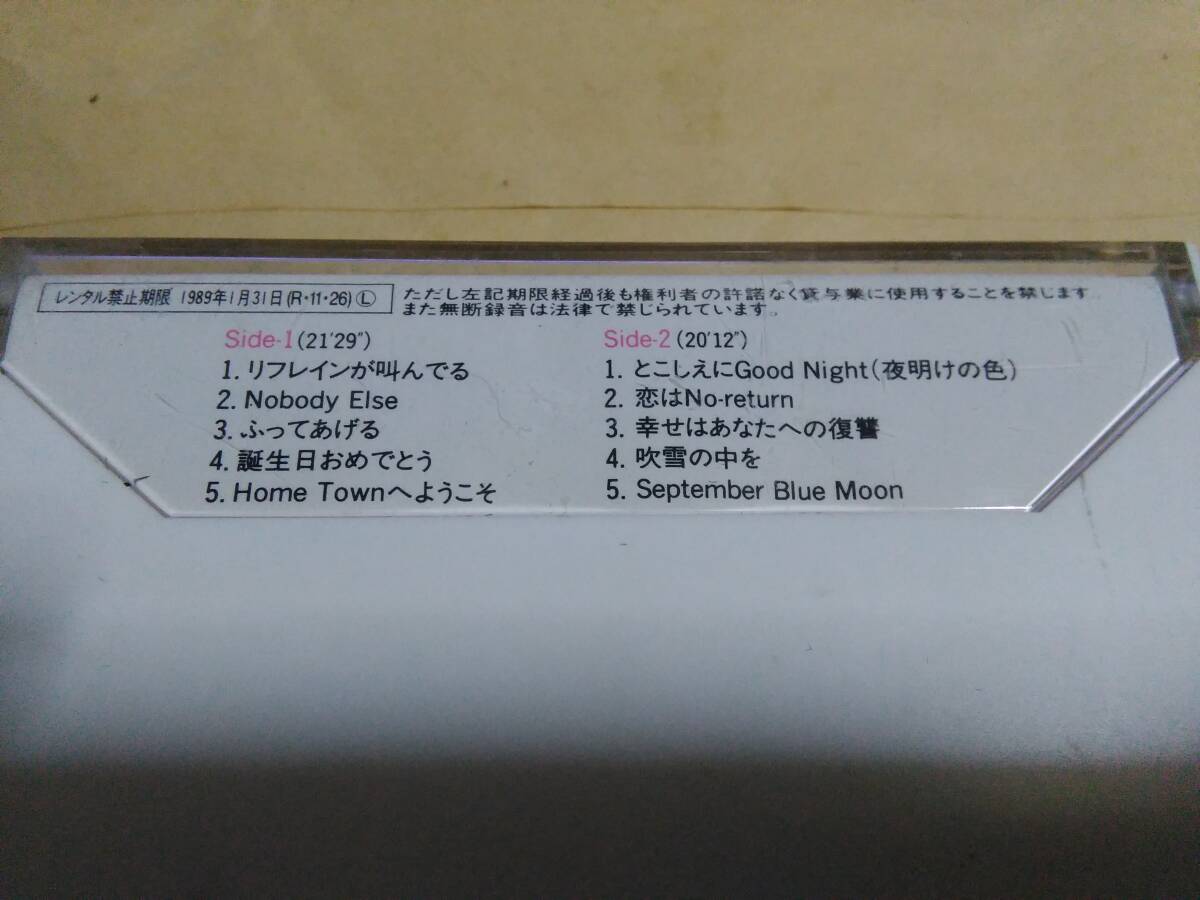 レンタル禁止期限 1989年1月31日(R・11・26) Ⓛ
ただし左記期限経過後も権利者の許諾なく貸与業に使用することを禁じます。
また無断録音は法律で禁じられています。
Side-1(21'29")
1. リフレインが叫んでる
2. Nobody Else
3. ふってあげる
4. 誕生日おめでとう
5. Home Townへようこそ
Side-2(20'12")
1. とこしえにGood Night(夜明けの色)
2. 恋はNo-return
3. 幸せはあなたへの復讐
4. 吹雪の中を
5. September Blue Moon